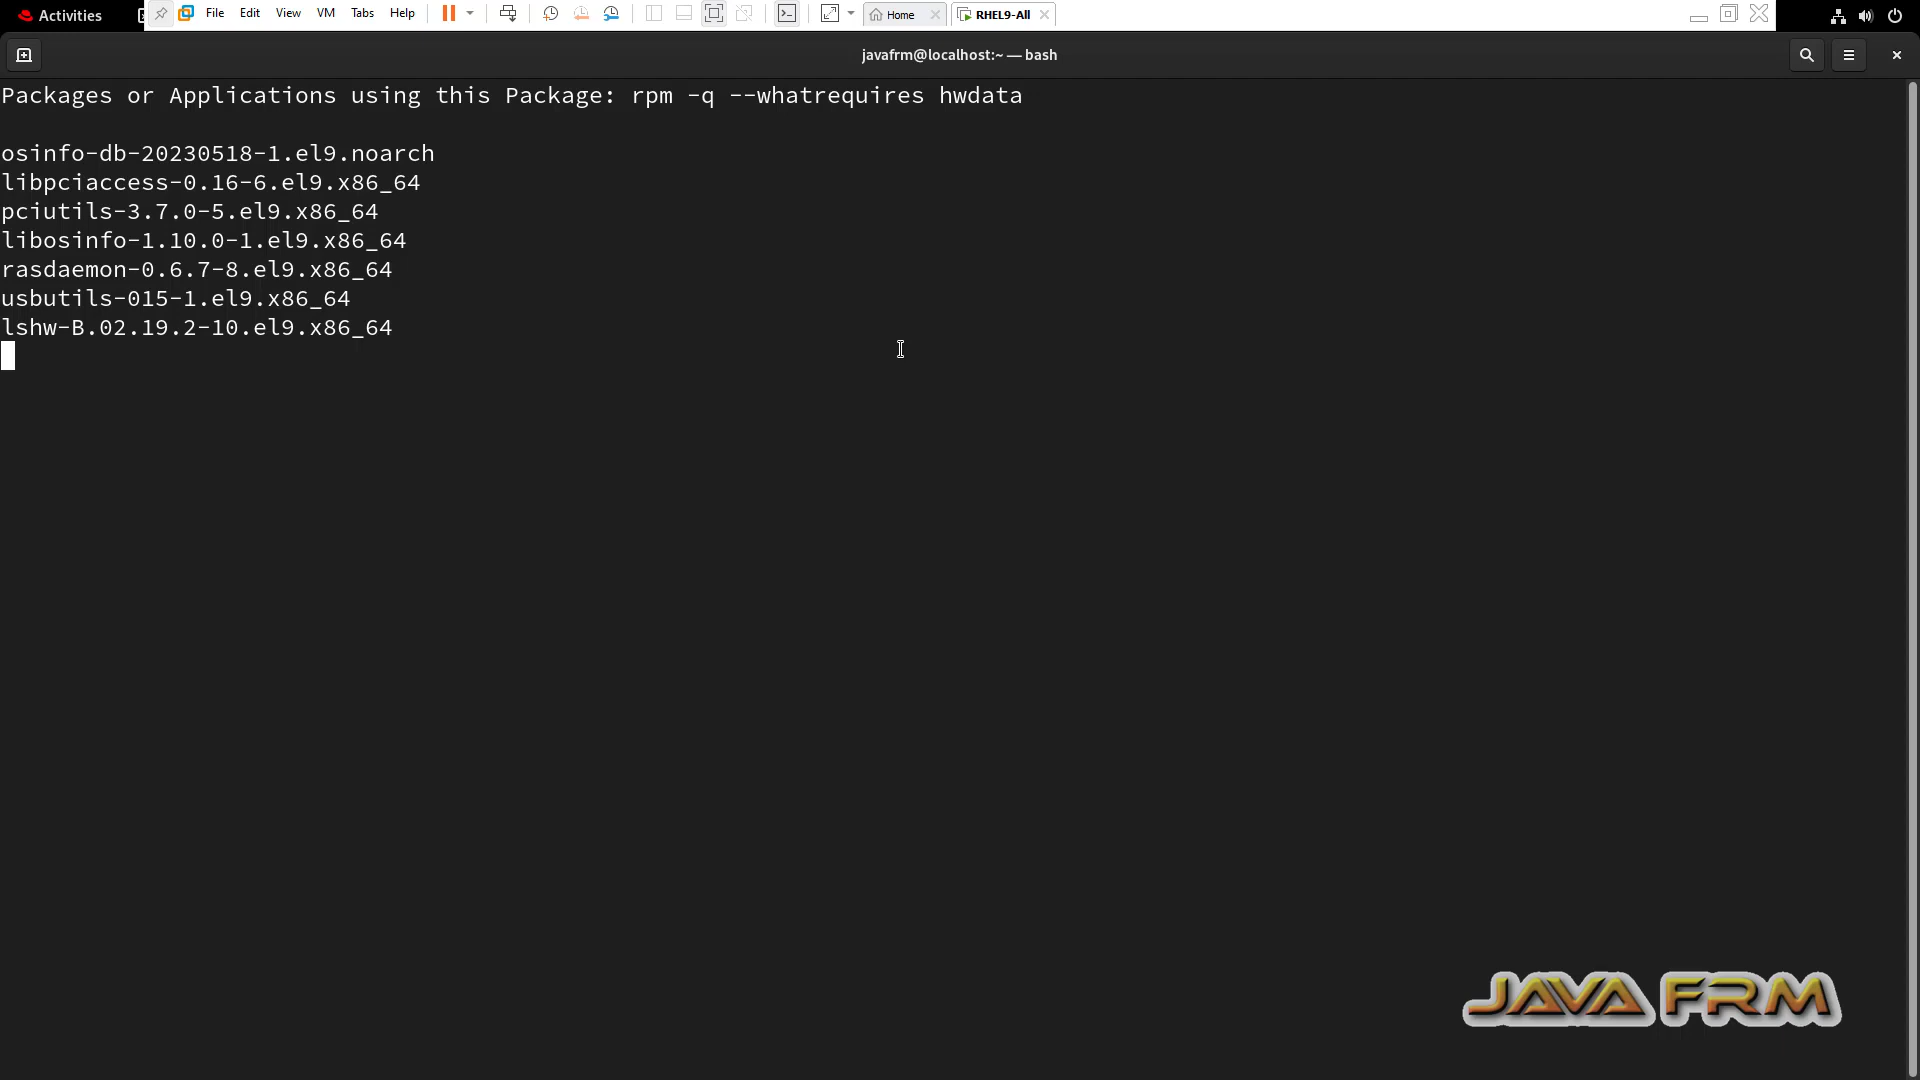 Activities
File Edit View VM Tabs Help
Home
RHEL9-All
javafrm@localhost:~ — bash
Packages or Applications using this Package: rpm -q --whatrequires hwdata
osinfo-db-20230518-1.el9.noarch
libpciaccess-0.16-6.el9.x86_64
pciutils-3.7.0-5.el9.x86_64
libosinfo-1.10.0-1.el9.x86_64
rasdaemon-0.6.7-8.el9.x86_64
usbutils-015-1.el9.x86_64
lshw-B.02.19.2-10.el9.x86_64
JAVA FRM